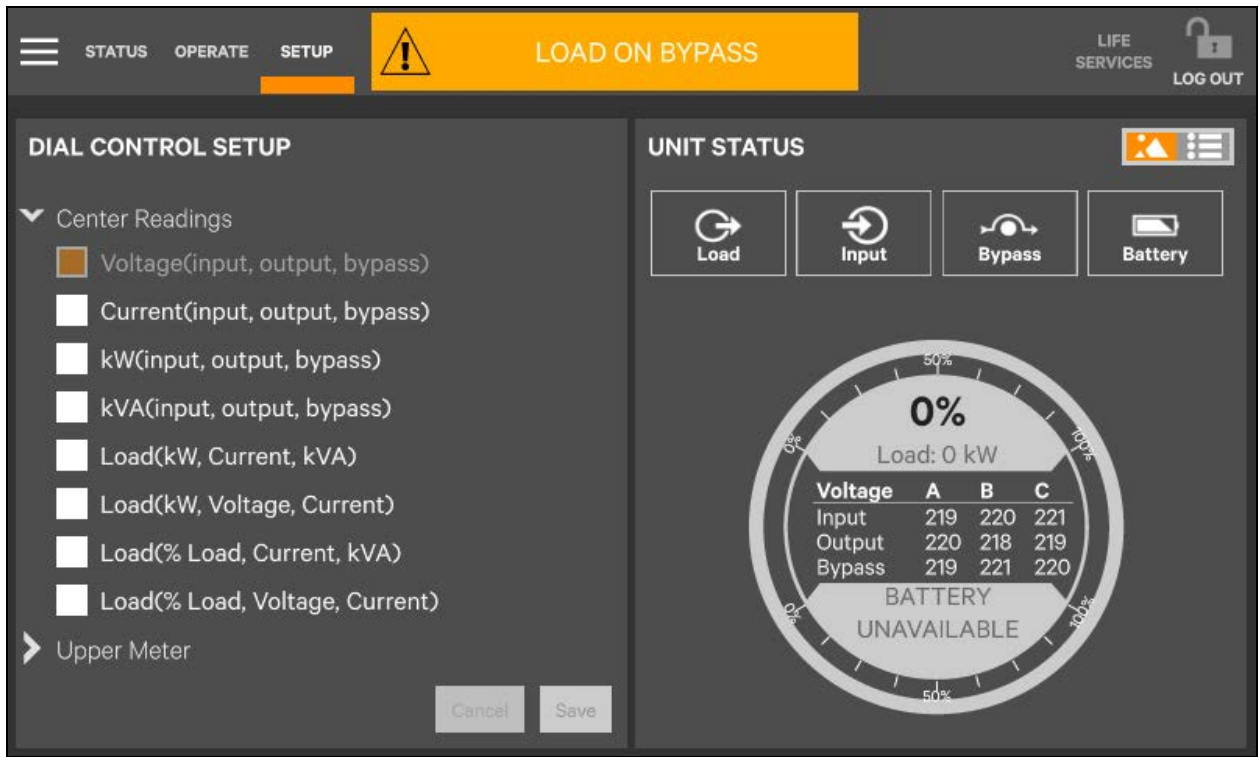 STATUS OPERATE SETUP
LOAD ON BYPASS
LIFE
SERVICES
LOG OUT
DIAL CONTROL SETUP
Center Readings
Voltage(input, output, bypass)
Current(input, output, bypass)
kW(input, output, bypass)
kVA(input, output, bypass)
Load(kW, Current, kVA)
Load(kW, Voltage, Current)
Load(% Load, Current, kVA)
Load(% Load, Voltage, Current)
Upper Meter
Cancel Save
UNIT STATUS
Load Input Bypass Battery
50%
0% 100%
0%
Load: 0 kW
Voltage A B C
Input 219 220 221
Output 220 218 219
Bypass 219 221 220
BATTERY
UNAVAILABLE
0% 100%
50%